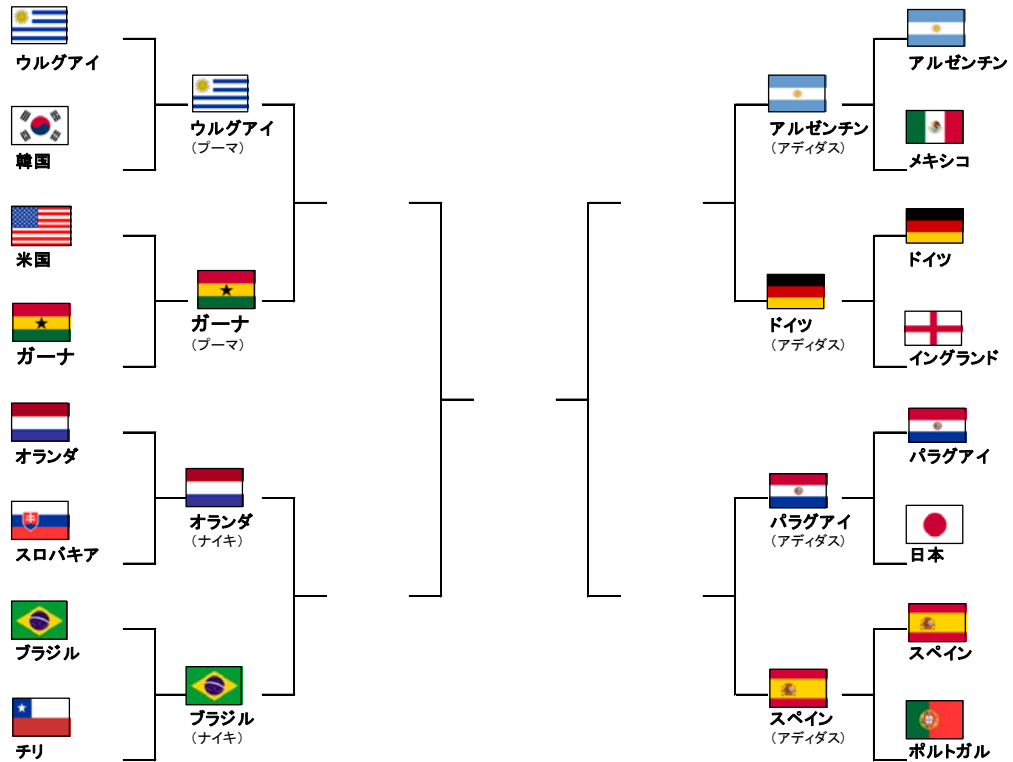 ウルグアイ
韓国
米国
ガーナ
オランダ
スロバキア
ブラジル
チリ
ウルグアイ
(プーマ)
ガーナ
(プーマ)
オランダ
(ナイキ)
ブラジル
(ナイキ)
アルゼンチン
(アディダス)
ドイツ
(アディダス)
パラグアイ
(アディダス)
スペイン
(アディダス)
アルゼンチン
メキシコ
ドイツ
イングランド
パラグアイ
日本
スペイン
ポルトガル